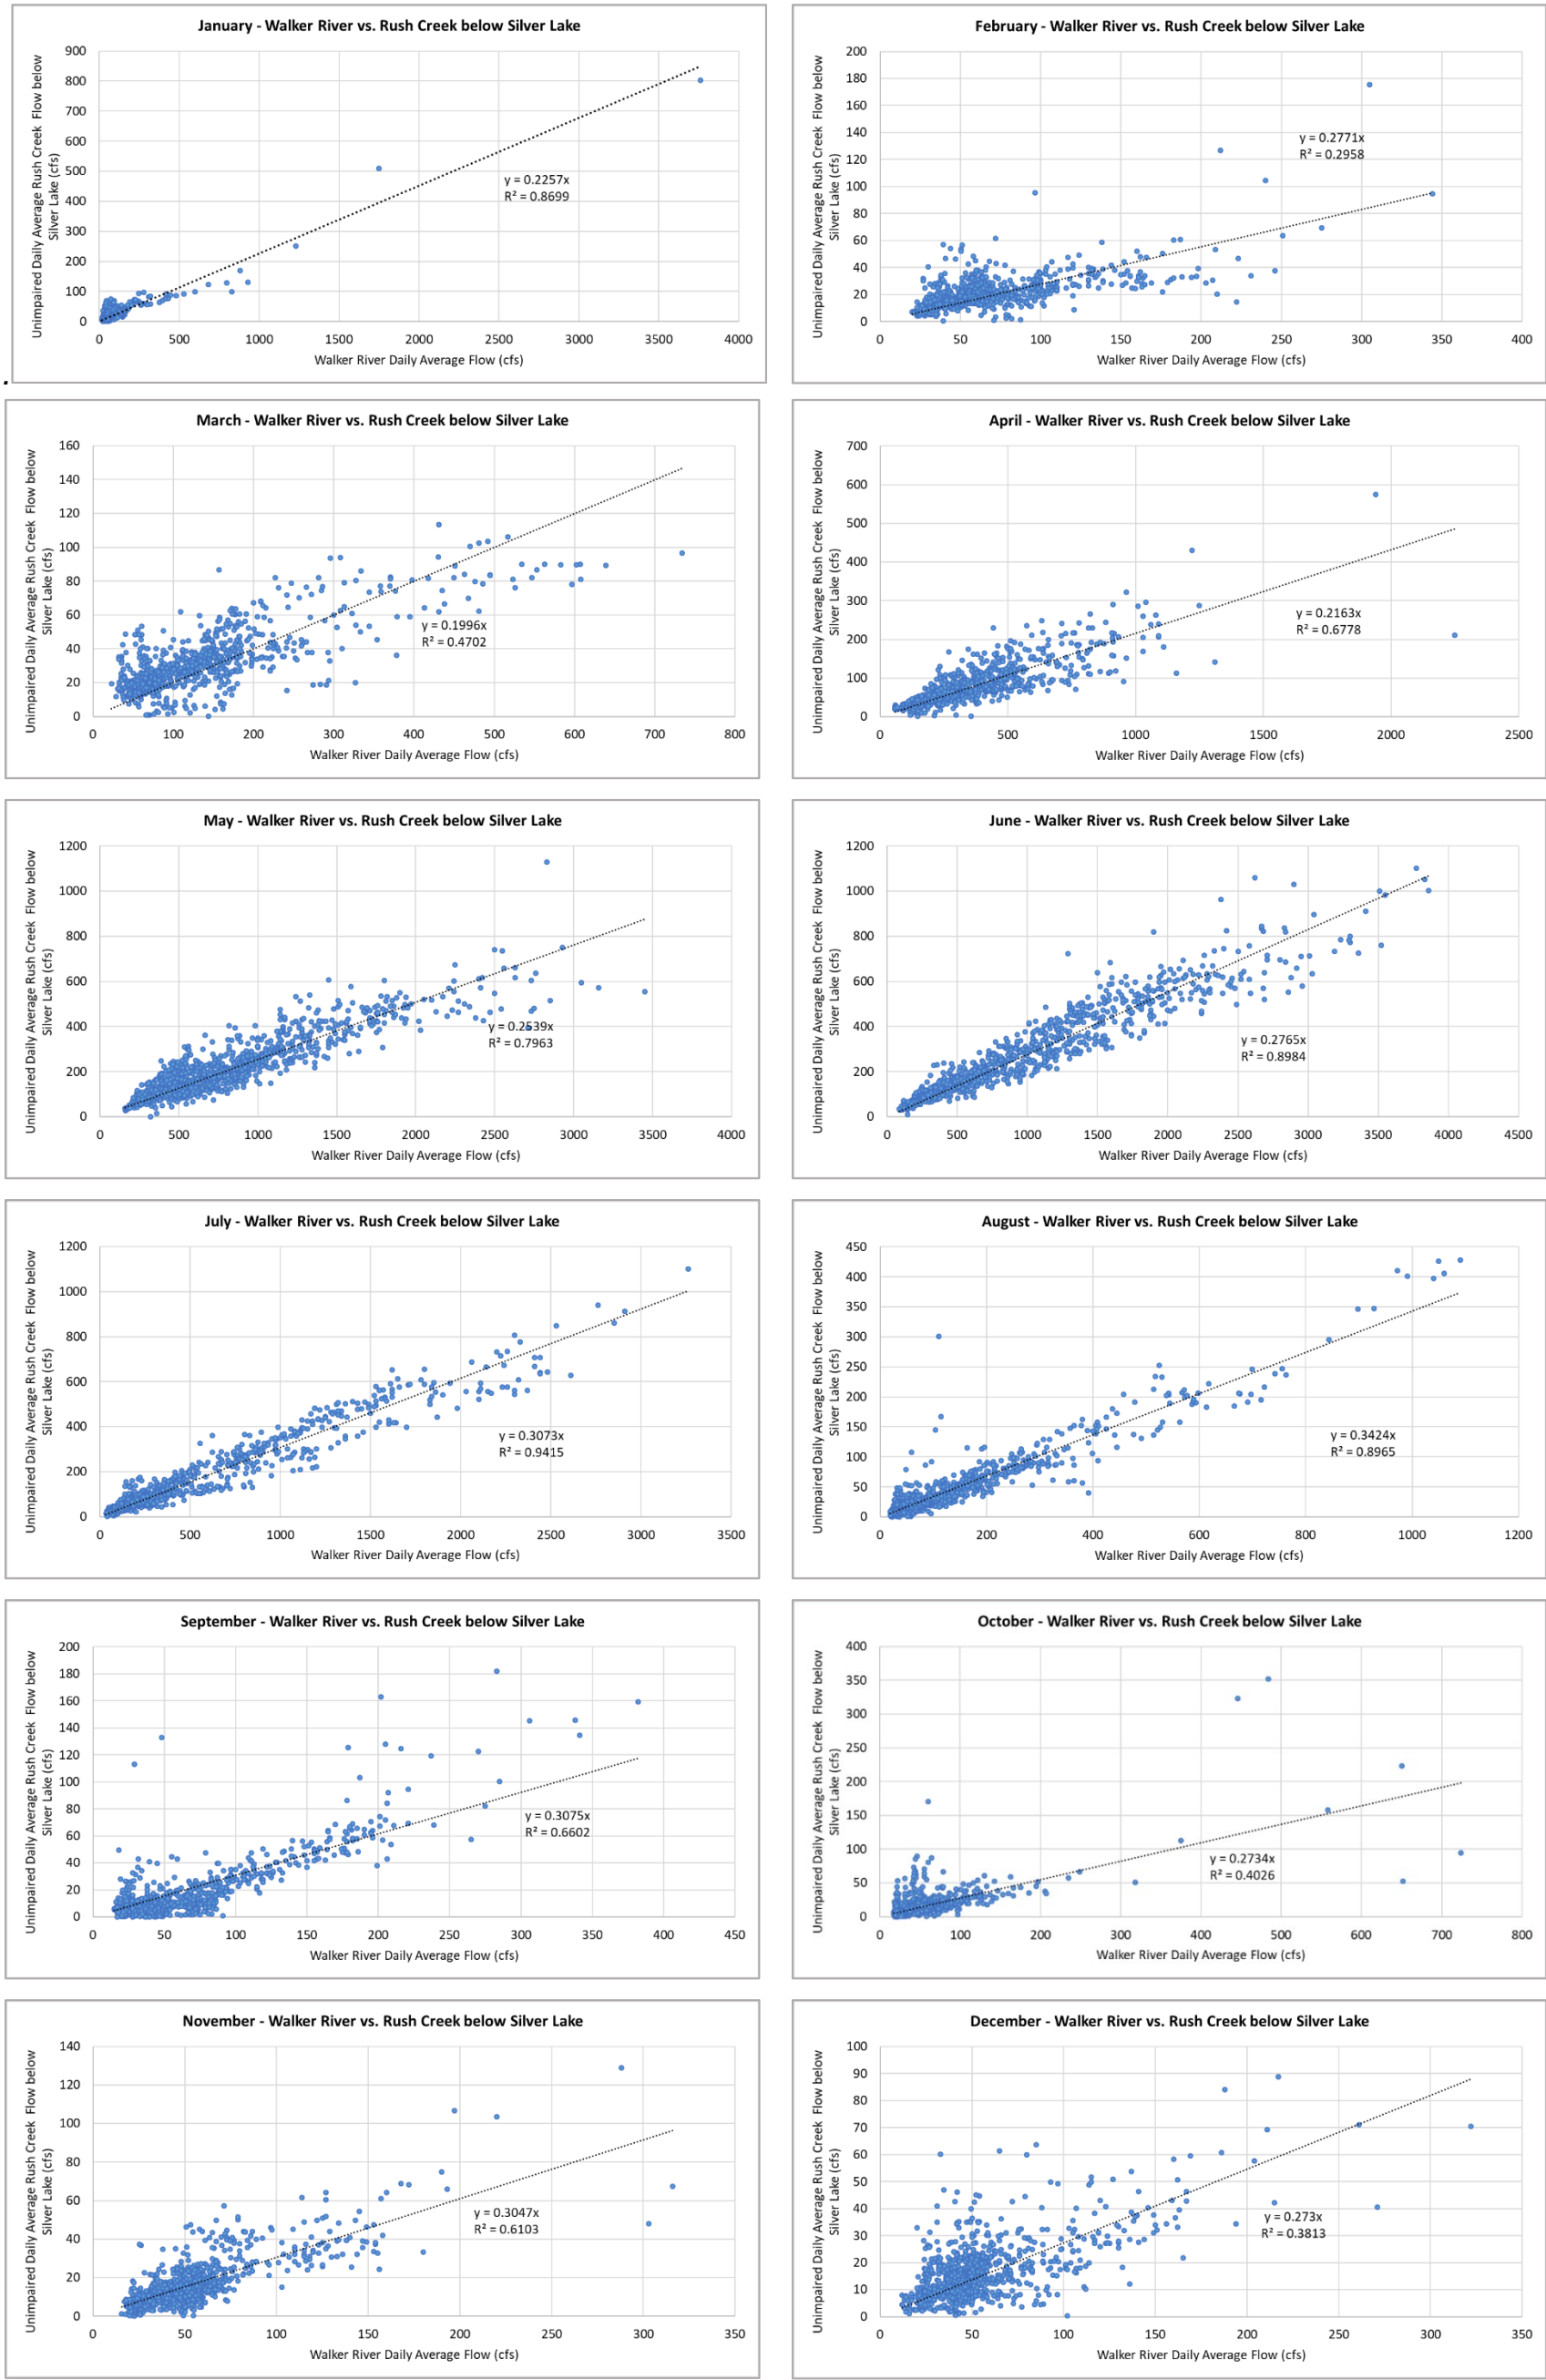 January - Walker River vs. Rush Creek below Silver Lake
Unimpaired Daily Average Rush Creek Flow below
Silver Lake (cfs)
900
800
700
600
500
400
300
200
100
0
y = 0.2257x
R² = 0.8699
0 500 1000 1500 2000 2500 3000 3500 4000
Walker River Daily Average Flow (cfs)
February - Walker River vs. Rush Creek below Silver Lake
Unimpaired Daily Average Rush Creek Flow below
Silver Lake (cfs)
200
180
160
140
120
100
80
60
40
20
0
y = 0.2771x
R² = 0.2958
0 50 100 150 200 250 300 350 400
Walker River Daily Average Flow (cfs)
March - Walker River vs. Rush Creek below Silver Lake
Unimpaired Daily Average Rush Creek Flow below
Silver Lake (cfs)
160
140
120
100
80
60
40
20
0
y = 0.1996x
R² = 0.4702
0 100 200 300 400 500 600 700 800
Walker River Daily Average Flow (cfs)
April - Walker River vs. Rush Creek below Silver Lake
Unimpaired Daily Average Rush Creek Flow below
Silver Lake (cfs)
700
600
500
400
300
200
100
0
y = 0.2163x
R² = 0.6778
0 500 1000 1500 2000 2500
Walker River Daily Average Flow (cfs)
May - Walker River vs. Rush Creek below Silver Lake
Unimpaired Daily Average Rush Creek Flow below
Silver Lake (cfs)
1200
1000
800
600
400
200
0
y = 0.2539x
R² = 0.7963
0 500 1000 1500 2000 2500 3000 3500 4000
Walker River Daily Average Flow (cfs)
June - Walker River vs. Rush Creek below Silver Lake
Unimpaired Daily Average Rush Creek Flow below
Silver Lake (cfs)
1200
1000
800
600
400
200
0
y = 0.2765x
R² = 0.8984
0 500 1000 1500 2000 2500 3000 3500 4000 4500
Walker River Daily Average Flow (cfs)
July - Walker River vs. Rush Creek below Silver Lake
Unimpaired Daily Average Rush Creek Flow below
Silver Lake (cfs)
1200
1000
800
600
400
200
0
y = 0.3073x
R² = 0.9415
0 500 1000 1500 2000 2500 3000 3500
Walker River Daily Average Flow (cfs)
August - Walker River vs. Rush Creek below Silver Lake
Unimpaired Daily Average Rush Creek Flow below
Silver Lake (cfs)
450
400
350
300
250
200
150
100
50
0
y = 0.3424x
R² = 0.8965
0 200 400 600 800 1000 1200
Walker River Daily Average Flow (cfs)
September - Walker River vs. Rush Creek below Silver Lake
Unimpaired Daily Average Rush Creek Flow below
Silver Lake (cfs)
200
180
160
140
120
100
80
60
40
20
0
y = 0.3075x
R² = 0.6602
0 50 100 150 200 250 300 350 400 450
Walker River Daily Average Flow (cfs)
October - Walker River vs. Rush Creek below Silver Lake
Unimpaired Daily Average Rush Creek Flow below
Silver Lake (cfs)
400
350
300
250
200
150
100
50
0
y = 0.2734x
R² = 0.4026
0 100 200 300 400 500 600 700 800
Walker River Daily Average Flow (cfs)
November - Walker River vs. Rush Creek below Silver Lake
Unimpaired Daily Average Rush Creek Flow below
Silver Lake (cfs)
140
120
100
80
60
40
20
0
y = 0.3047x
R² = 0.6103
0 50 100 150 200 250 300 350
Walker River Daily Average Flow (cfs)
December - Walker River vs. Rush Creek below Silver Lake
Unimpaired Daily Average Rush Creek Flow below
Silver Lake (cfs)
100
90
80
70
60
50
40
30
20
10
0
y = 0.273x
R² = 0.3813
0 50 100 150 200 250 300 350
Walker River Daily Average Flow (cfs)